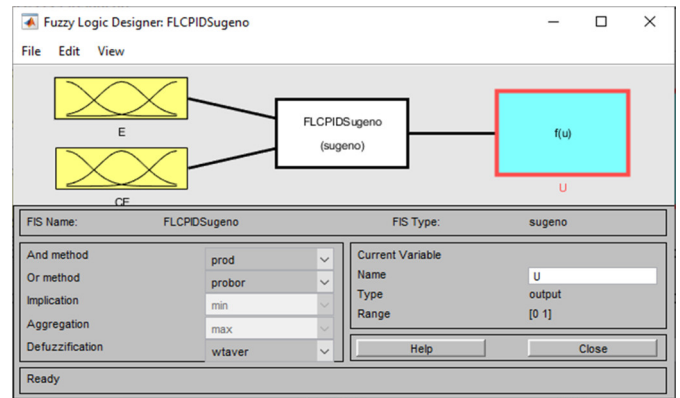 Fuzzy Logic Designer: FLCPIDSugeno
File Edit View
E
CE
FLCPIDSugeno
(sugeno)
f(u)
U
FIS Name: FLCPIDSugeno FIS Type: sugeno
And method prod
Or method probor
Implication min
Aggregation max
Defuzzification wtaver
Current Variable
Name U
Type output
Range [0 1]
Help Close
Ready